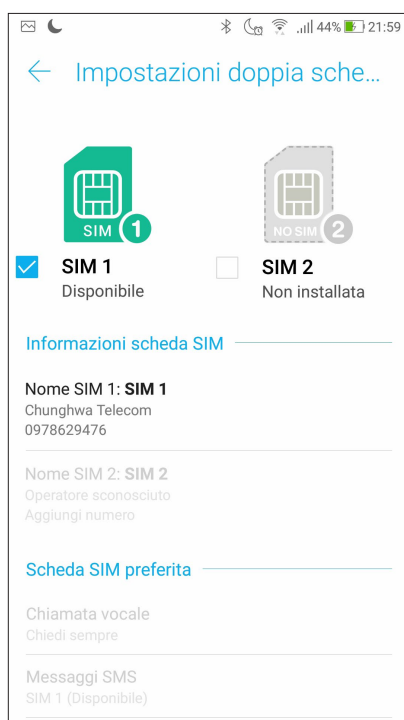 44% 21:59
Impostazioni doppia sche...
SIM 1
NO SIM 2
SIM 1
Disponibile
SIM 2
Non installata
Informazioni scheda SIM
Nome SIM 1: SIM 1
Chunghwa Telecom
0978629476
Nome SIM 2: SIM 2
Operatore sconosciuto
Aggiungi numero
Scheda SIM preferita
Chiamata vocale
Chiedi sempre
Messaggi SMS
SIM 1 (Disponibile)